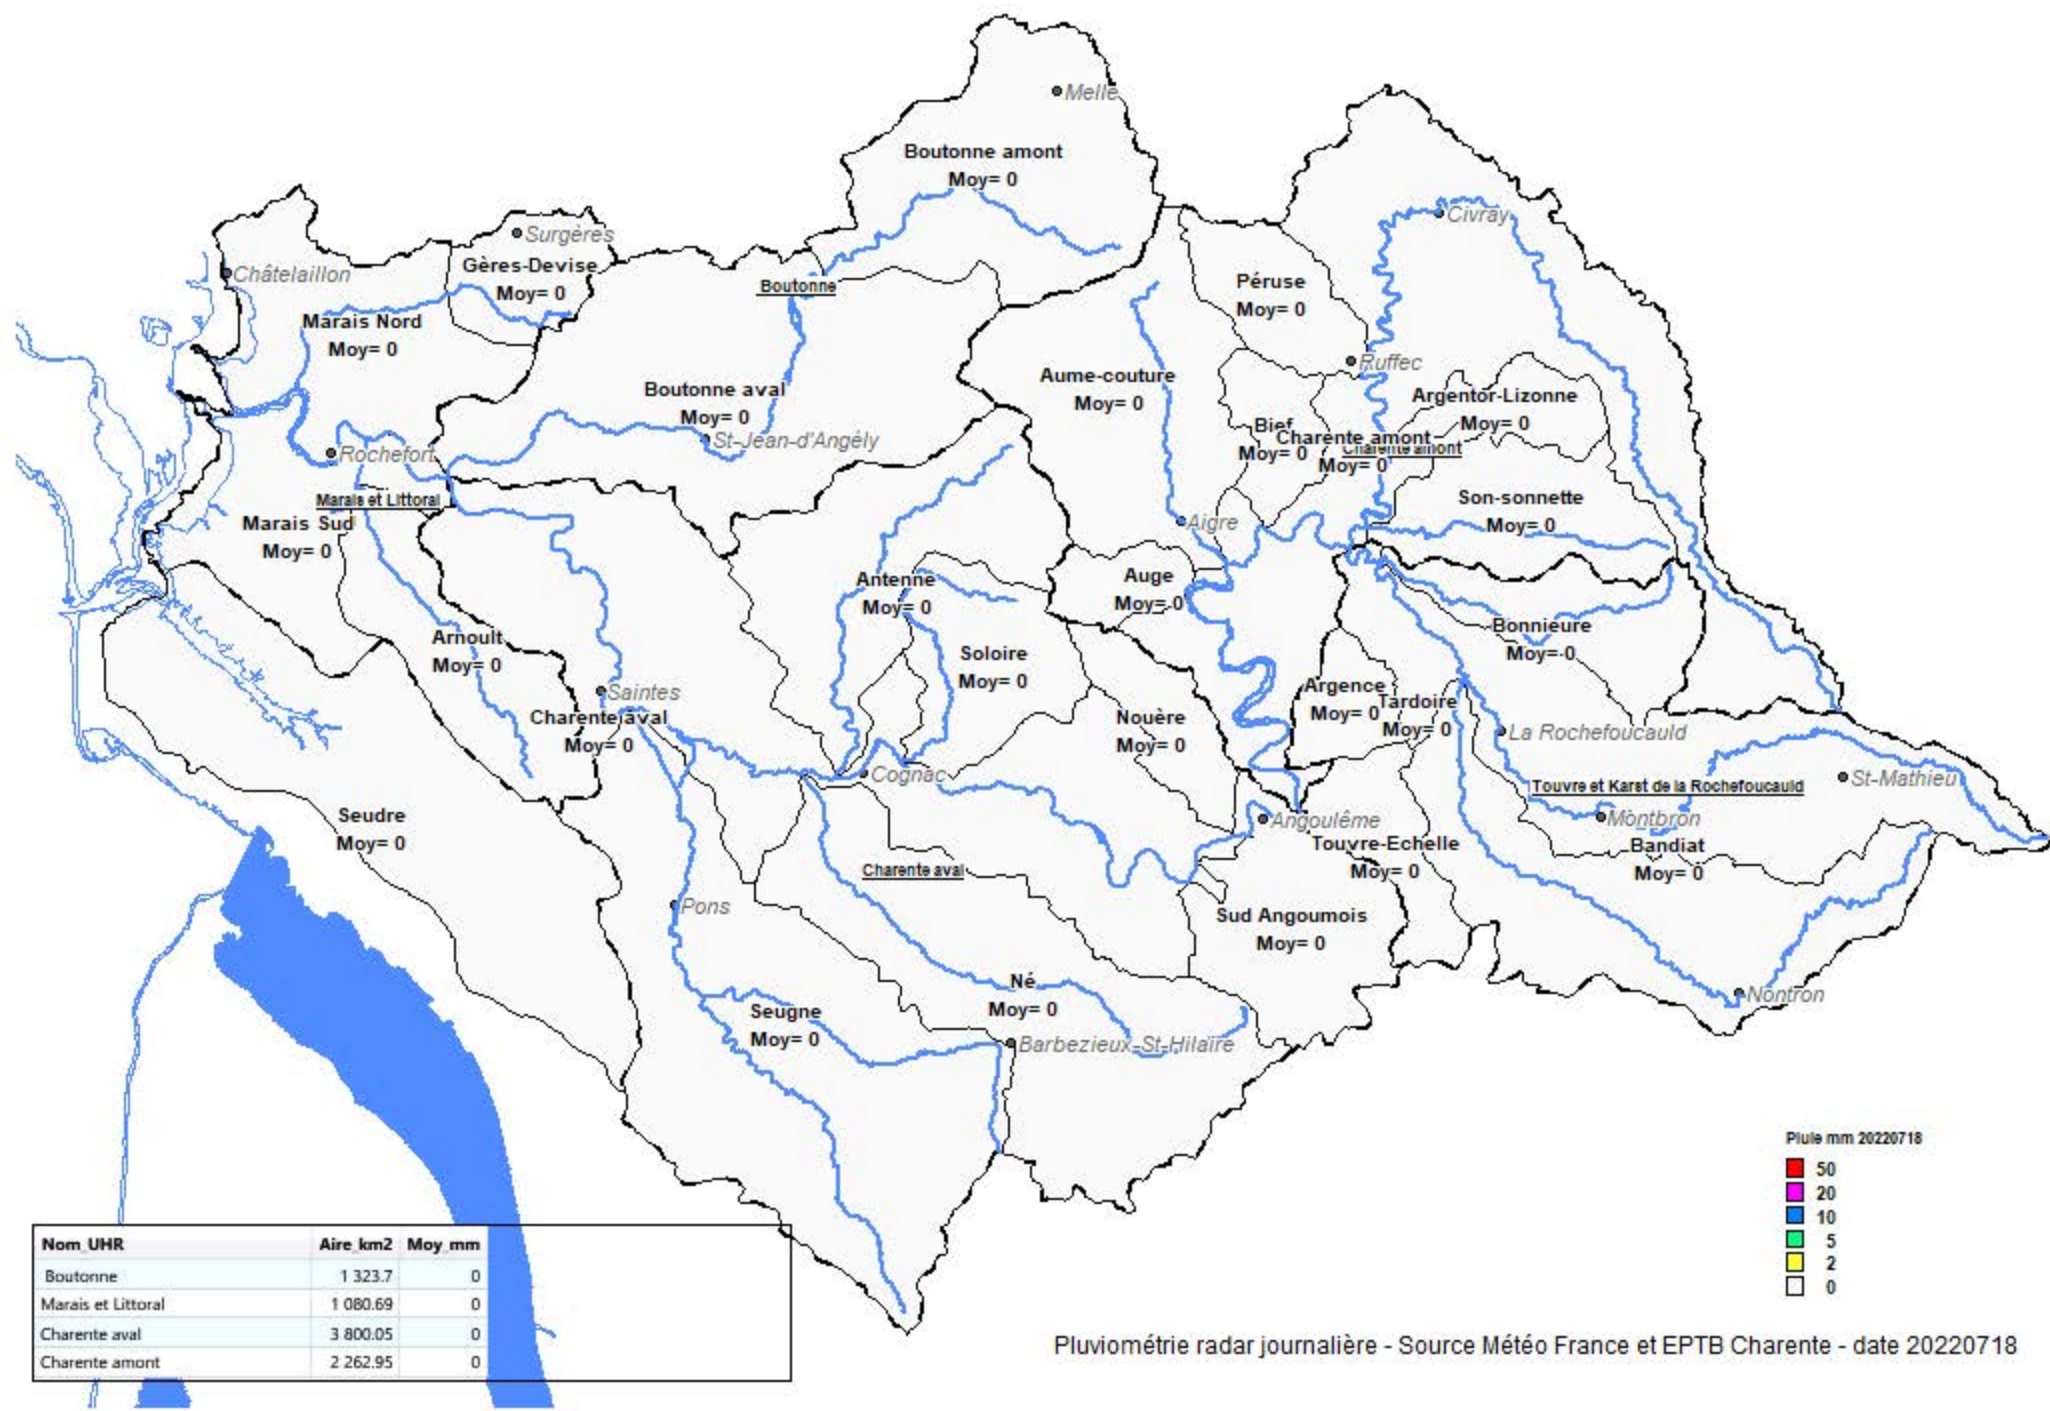 Melle
Boutonne amont
Moy= 0
Civray
Surgères
Châtelaillon
Gères-Devise
Moy= 0
Boutonne
Péruse
Moy= 0
Marais Nord
Moy= 0
Ruffec
Aume-couture
Moy= 0
Boutonne aval
Moy= 0
Argentor-Lizonne
Moy= 0
Bief
Moy= 0
Charente amont
Moy= 0
Charente amont
St-Jean-d'Angély
Rochefort
Marais et Littoral
Son-sonnette
Moy= 0
Marais Sud
Moy= 0
Aigre
Antenne
Moy= 0
Auge
Moy= 0
Bonnieure
Moy= 0
Arnoult
Moy= 0
Soloire
Moy= 0
Saintes
Argence
Moy= 0
Tardoire
Moy= 0
Charente aval
Moy= 0
Nouère
Moy= 0
La Rochefoucauld
Cognac
Touvre et Karst de la Rochefoucauld
St-Mathieu
Seudre
Moy= 0
Angoulême
Montbron
Touvre-Echelle
Moy= 0
Bandiat
Moy= 0
Charente aval
Pons
Sud Angoumois
Moy= 0
Né
Moy= 0
Nontron
Seugne
Moy= 0
Barbezieux-St-Hilaire
Pluie mm 20220718
50
20
10
5
2
0
Nom_UHR Aire_km2 Moy_mm
Boutonne 1 323.7 0
Marais et Littoral 1 080.69 0
Charente aval 3 800.05 0
Charente amont 2 262.95 0
Pluviométrie radar journalière - Source Météo France et EPTB Charente - date 20220718